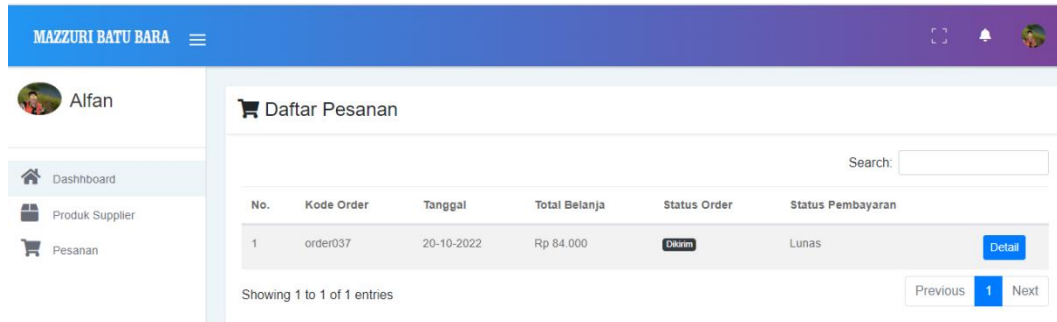 MAZZURI BATU BARA
Alfan
Dashhboard
Produk Supplier
Pesanan
Daftar Pesanan
Search:
No. Kode Order Tanggal Total Belanja Status Order Status Pembayaran
1 order037 20-10-2022 Rp 84.000 Dikirim Lunas Detail
Showing 1 to 1 of 1 entries
Previous 1 Next